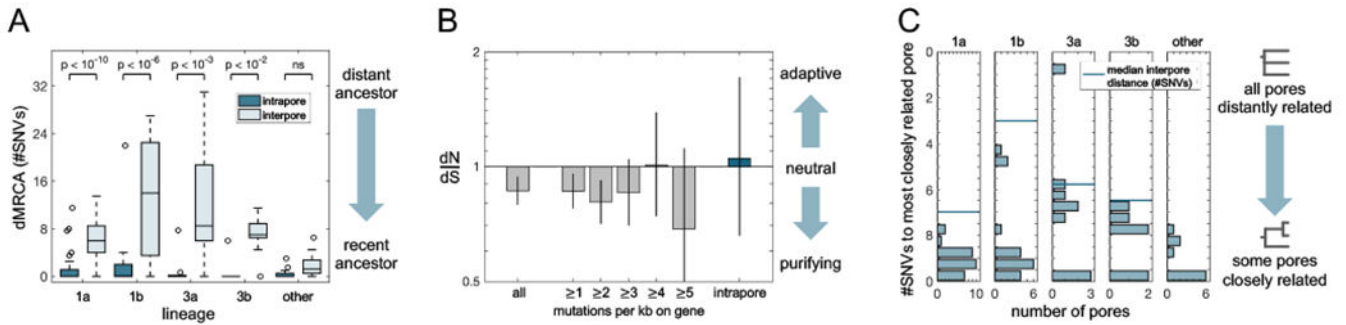 A
p < 10⁻¹⁰
p < 10⁻⁶
p < 10⁻³
p < 10⁻²
ns
dMRCA (#SNVs)
32
24
16
8
0
intrapore
interpore
1a
1b
3a
3b
other
lineage
distant
ancestor
recent
ancestor
B
dN
dS
2
1
0.5
all
≥1
≥2
≥3
≥4
≥5
intrapore
mutations per kb on gene
adaptive
neutral
purifying
C
#SNVs to most closely related pore
1a
1b
3a
3b
other
0
2
4
6
8
10
median interpore
distance (#SNVs)
0 10
0 6
0 3
0 2
0 6
number of pores
all pores
distantly related
some pores
closely related